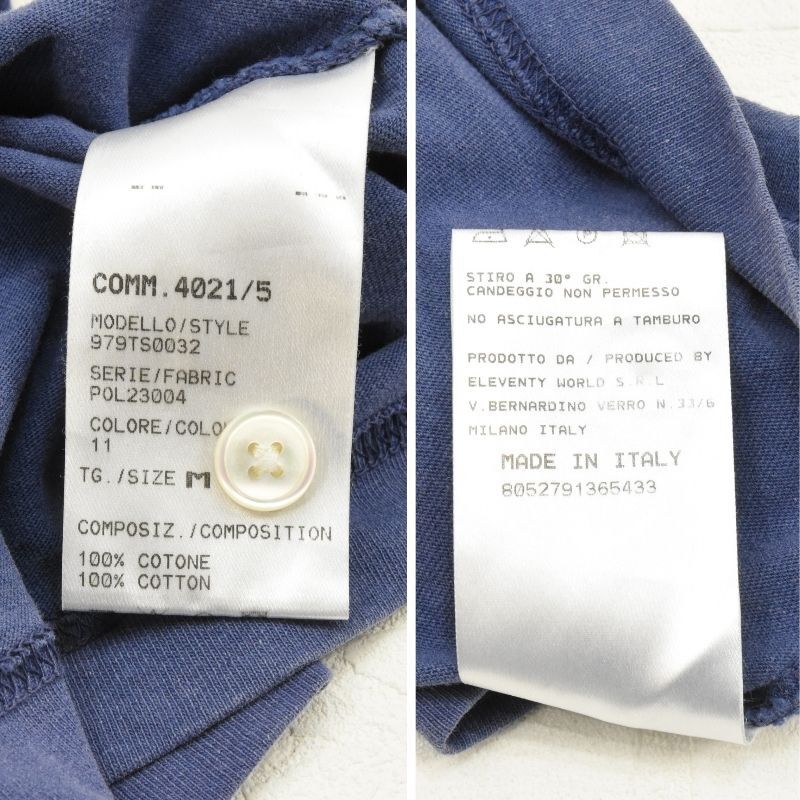 COMM.4021/5
MODELLO/STYLE
979TS0032
SERIE/FABRIC
POL23004
COLORE/COLO
11
TG./SIZE M
COMPOSIZ./COMPOSITION
100% COTONE
100% COTTON
STIRO A 30° GR.
CANDEGGIO NON PERMESSO
NO ASCIUGATURA A TAMBURO
PRODOTTO DA / PRODUCED BY
ELEVENTY WORLD S.R.L
V.BERNARDINO VERRO N.33/6
MILANO ITALY
MADE IN ITALY
8052791365433